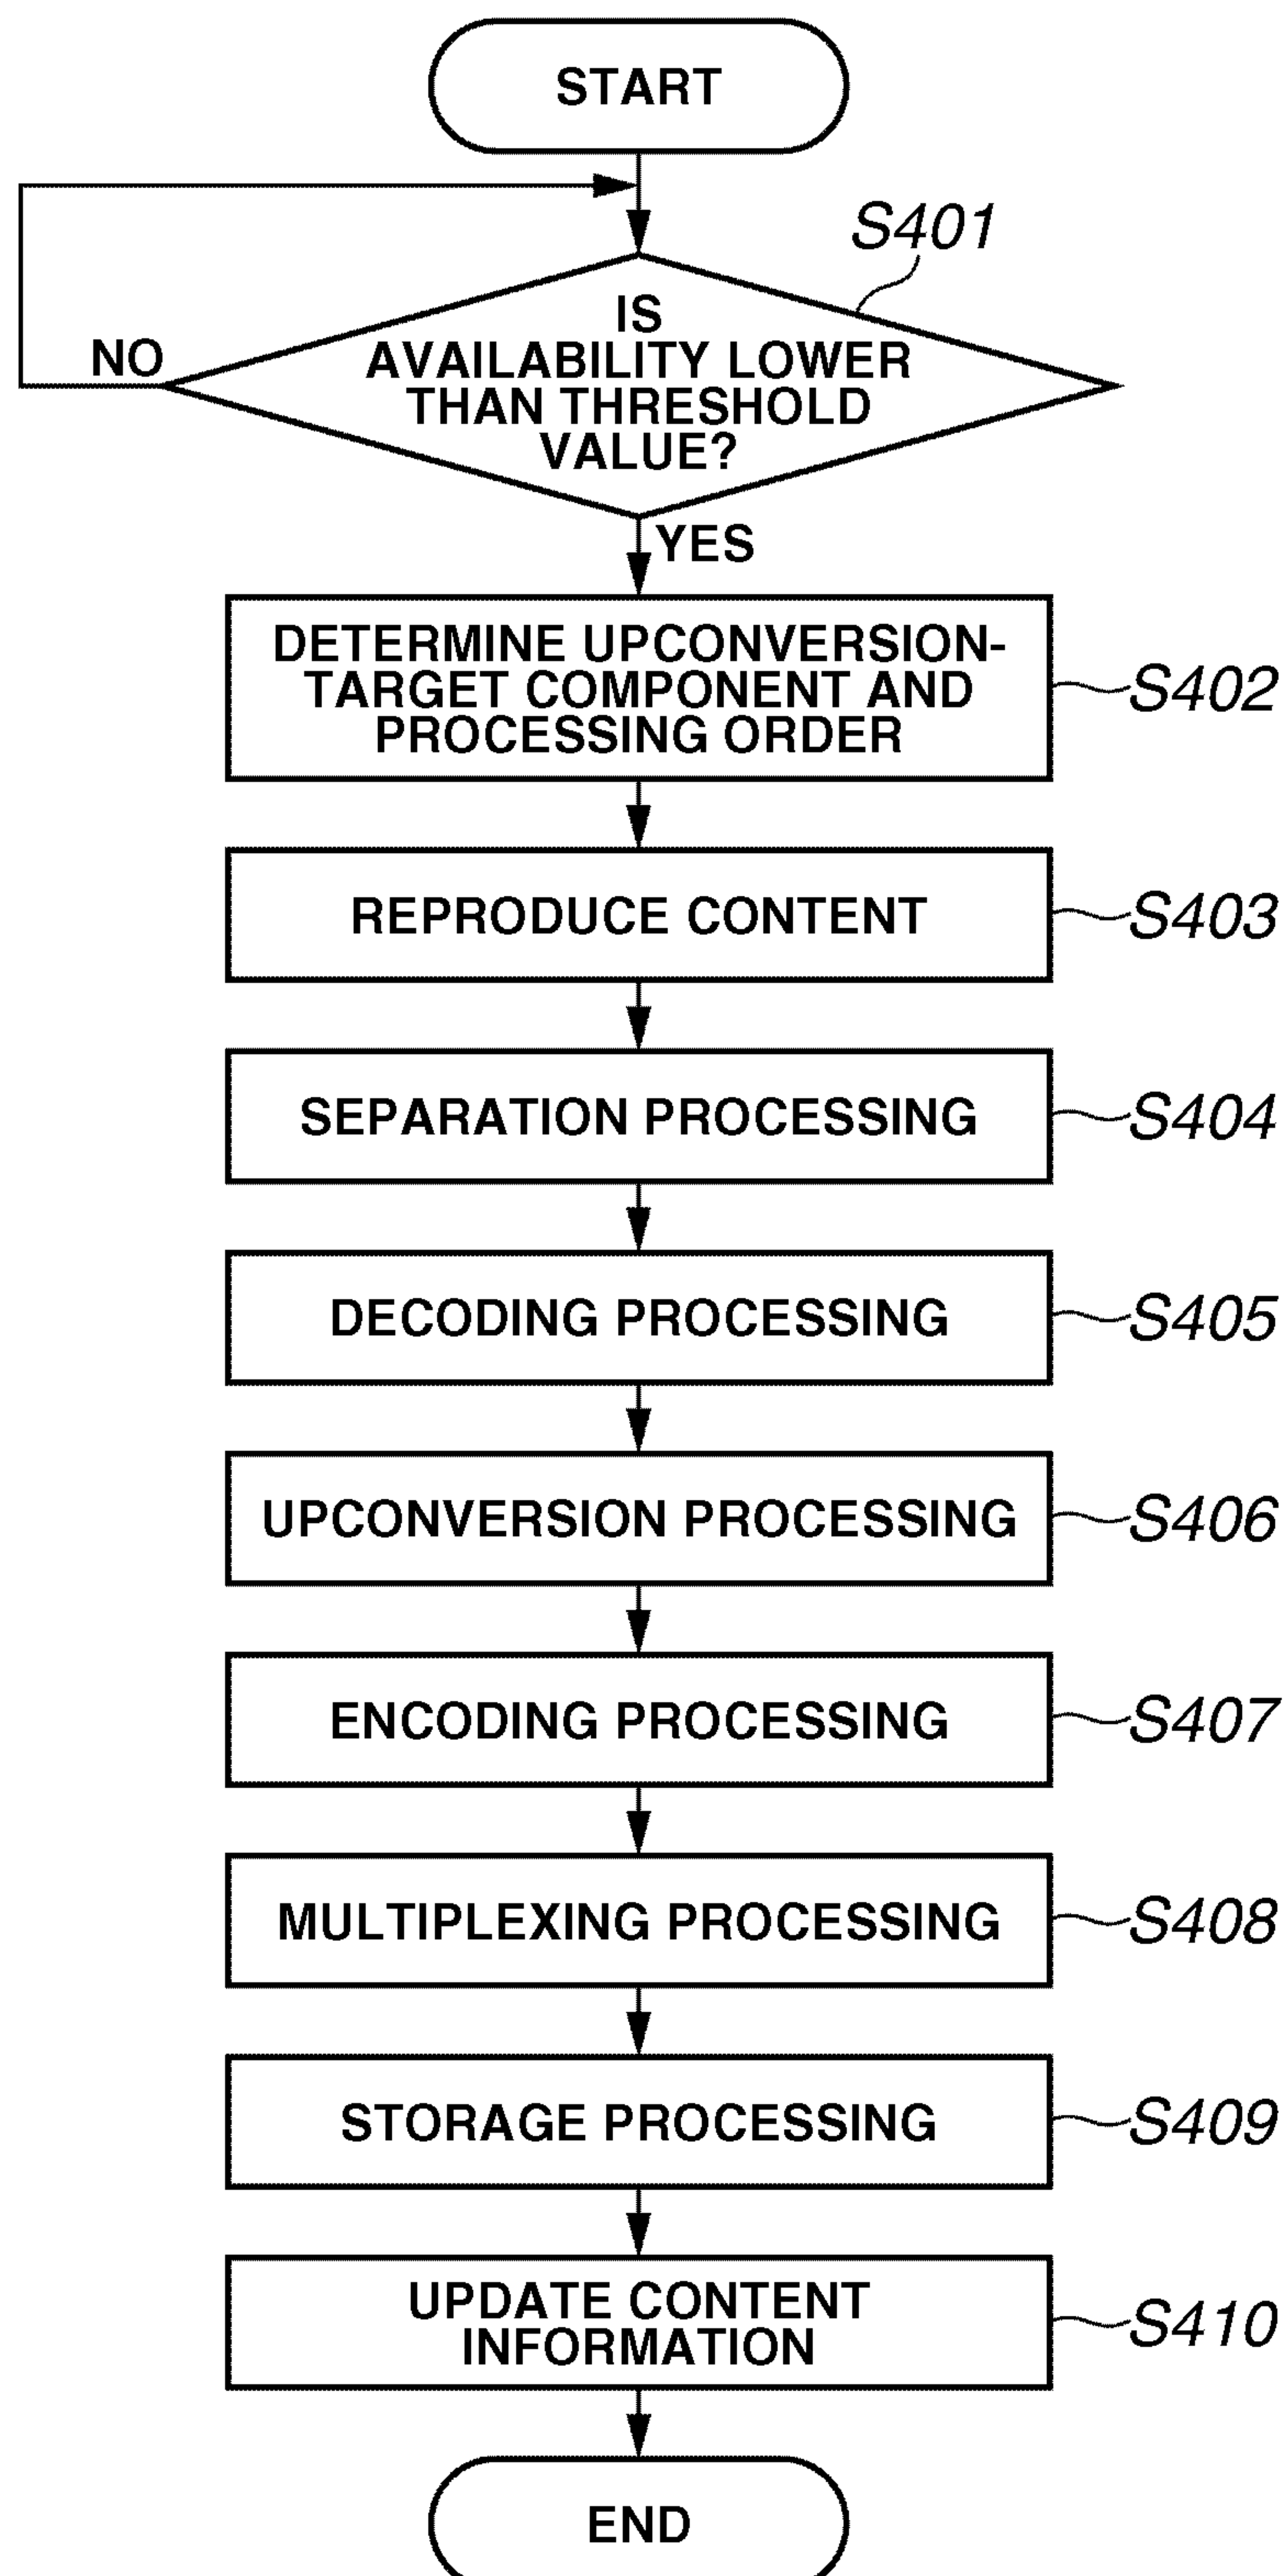 START
S401
IS
AVAILABILITY LOWER
THAN THRESHOLD
VALUE?
NO
YES
DETERMINE UPCONVERSION-
TARGET COMPONENT AND
PROCESSING ORDER
S402
REPRODUCE CONTENT
S403
SEPARATION PROCESSING
S404
DECODING PROCESSING
S405
UPCONVERSION PROCESSING
S406
ENCODING PROCESSING
S407
MULTIPLEXING PROCESSING
S408
STORAGE PROCESSING
S409
UPDATE CONTENT
INFORMATION
S410
END